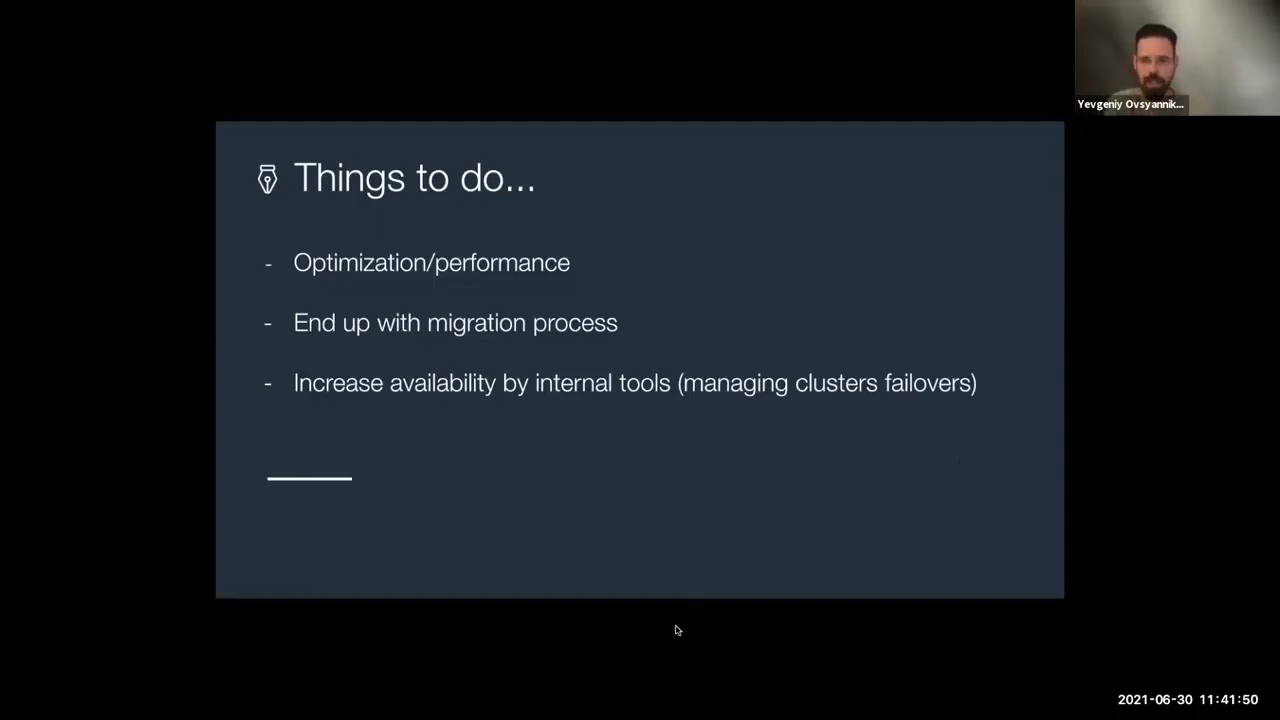 Yevgeniy Ovsyannik...
Things to do...
- Optimization/performance
- End up with migration process
- Increase availability by internal tools (managing clusters failovers)
2021-06-30 11:41:50